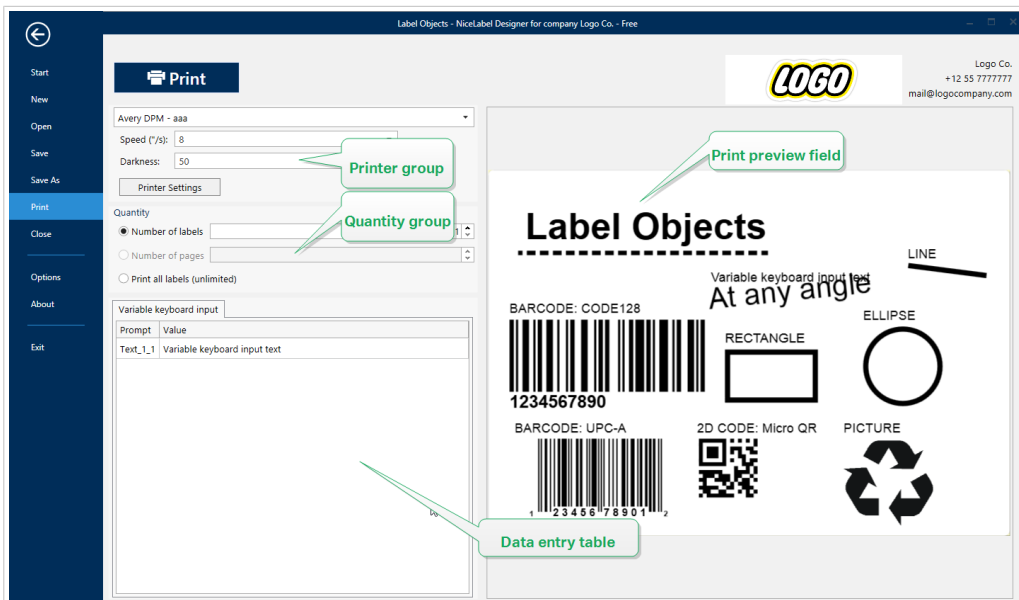 Label Objects - NiceLabel Designer for company Logo Co. - Free
Start
New
Open
Save
Save As
Print
Close
Options
About
Exit
Print
LOGO
Logo Co.
+12 55 7777777
mail@logocompany.com
Avery DPM - aaa
Speed ("/s): 8
Darkness: 50
Printer Settings
Printer group
Quantity
Number of labels 1
Number of pages
Print all labels (unlimited)
Quantity group
Variable keyboard input
Prompt Value
Text_1_1 Variable keyboard input text
Data entry table
Print preview field
Label Objects
LINE
Variable keyboard input text
At any angle
BARCODE: CODE128
1234567890
RECTANGLE
ELLIPSE
BARCODE: UPC-A
1 23456 78901 2
2D CODE: Micro QR
PICTURE